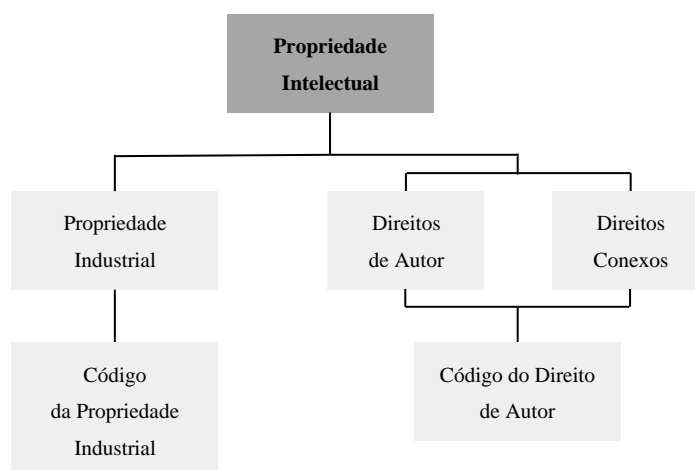 Propriedade
Intelectual
Propriedade
Industrial
Direitos
de Autor
Direitos
Conexos
Código
da Propriedade
Industrial
Código do Direito
de Autor